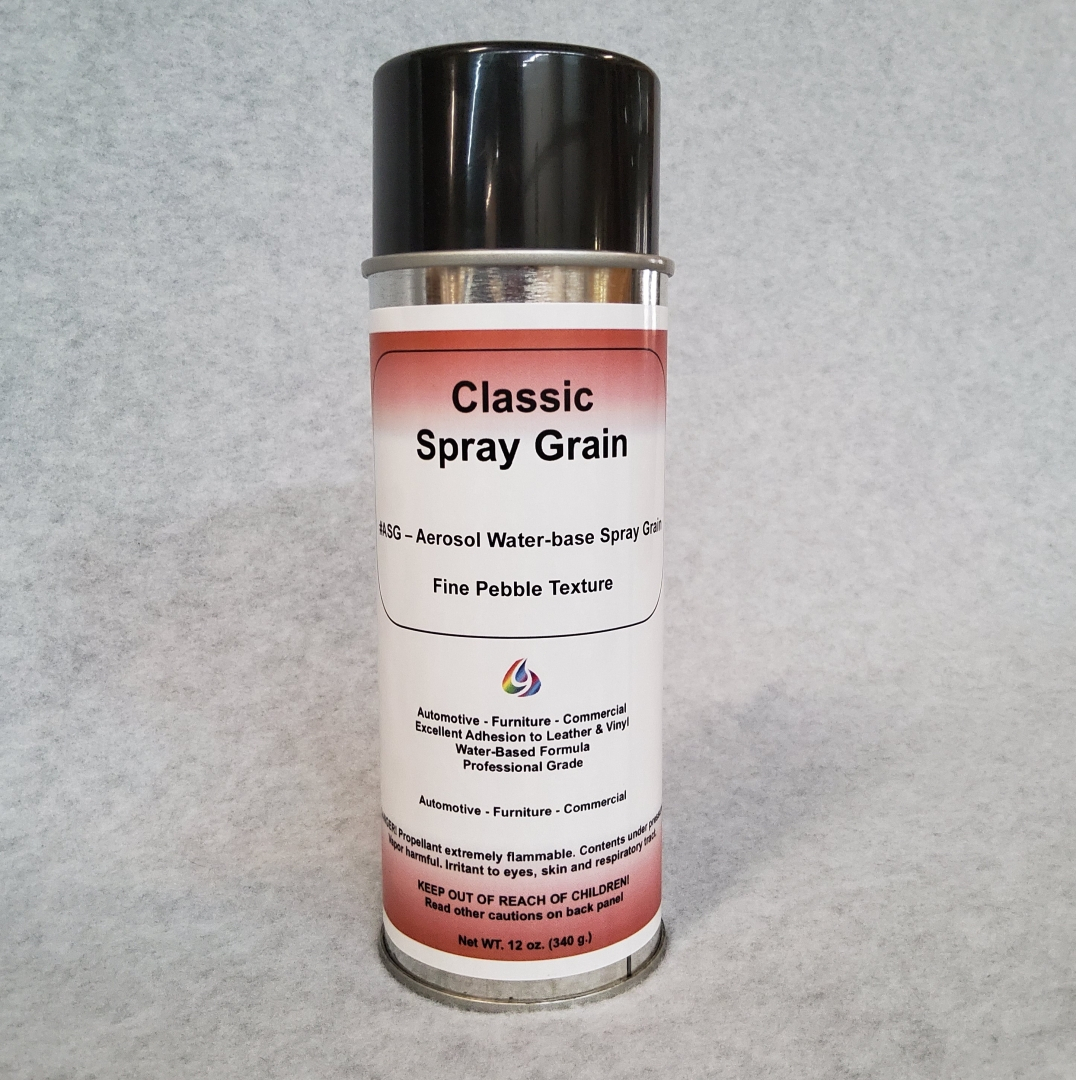 Classic
Spray Grain
#ASG – Aerosol Water-base Spray Grain
Fine Pebble Texture
Automotive - Furniture - Commercial
Excellent Adhesion to Leather & Vinyl
Water-Based Formula
Professional Grade
Automotive - Furniture - Commercial
Propellant extremely flammable. Contents under
harmful. Irritant to eyes, skin and respiratory tract.
KEEP OUT OF REACH OF CHILDREN!
Read other cautions on back panel
Net WT. 12 oz. (340 g.)